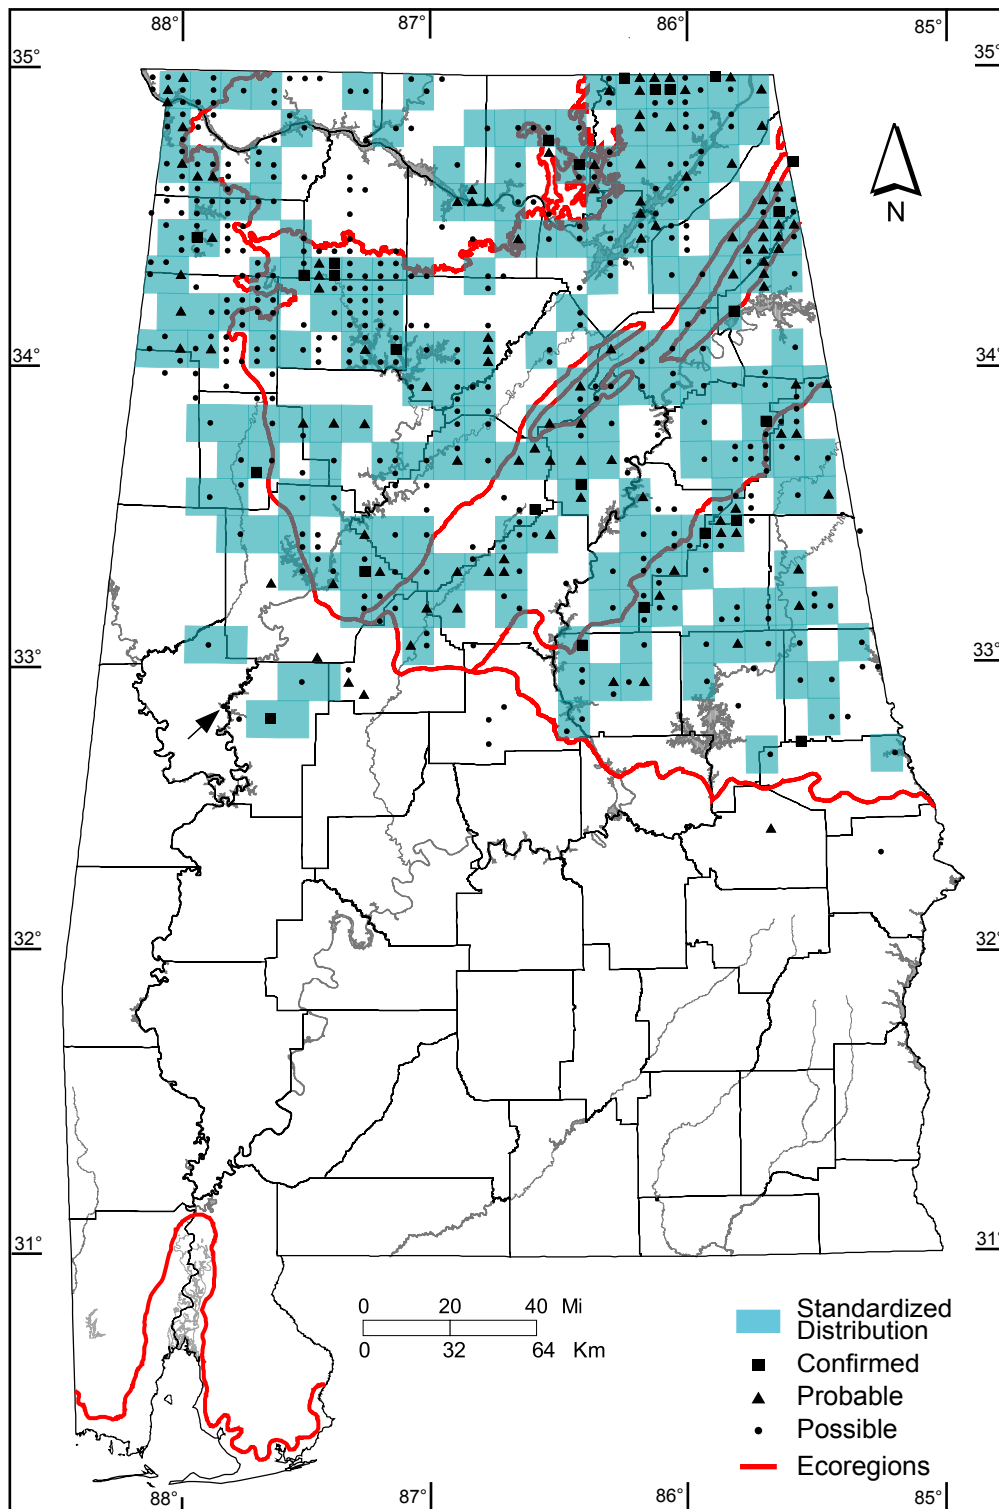 88° 87° 86° 85°
35° 35°
N
34° 34°
33° 33°
32° 32°
31° 31°
0 20 40 Mi
0 32 64 Km
Standardized
Distribution
Confirmed
Probable
Possible
Ecoregions
88° 87° 86° 85°